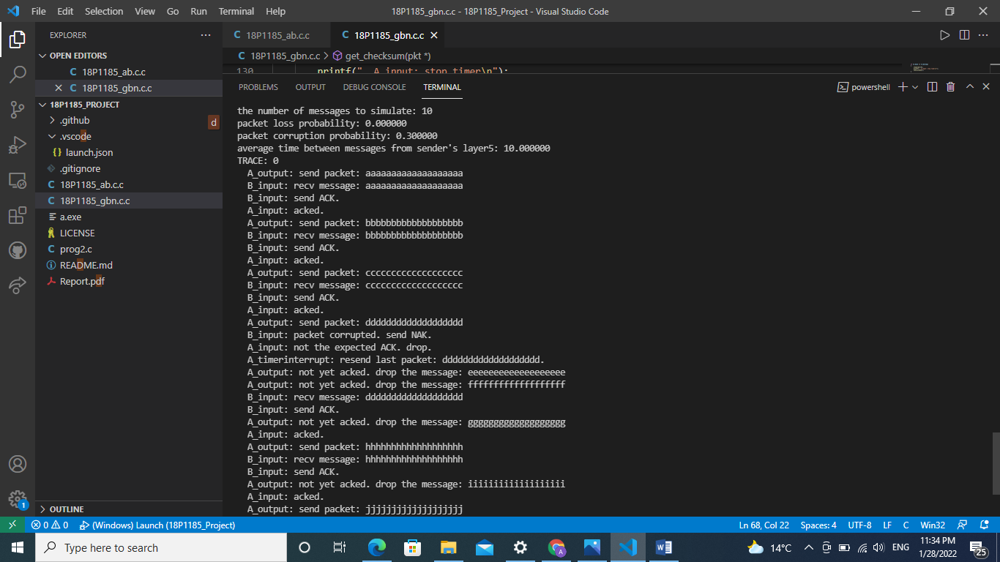 File Edit Selection View Go Run Terminal Help
18P1185_gbn.c.c - 18P1185_Project - Visual Studio Code
EXPLORER
OPEN EDITORS
C 18P1185_ab.c.c
C 18P1185_gbn.c.c
18P1185_PROJECT
.github
d
.vscode
{} launch.json
.gitignore
C 18P1185_ab.c.c
C 18P1185_gbn.c.c
a.exe
LICENSE
C prog2.c
README.md
Report.pdf
OUTLINE
1
C 18P1185_ab.c.c
C 18P1185_gbn.c.c
C 18P1185_gbn.c.c > get_checksum(pkt *)
130 printf("  A_input: stop timer\n");
PROBLEMS OUTPUT DEBUG CONSOLE TERMINAL
powershell
the number of messages to simulate: 10
packet loss probability: 0.000000
packet corruption probability: 0.300000
average time between messages from sender's layer5: 10.000000
TRACE: 0
A_output: send packet: aaaaaaaaaaaaaaaaaaa
B_input: recv message: aaaaaaaaaaaaaaaaaaa
B_input: send ACK.
A_input: acked.
A_output: send packet: bbbbbbbbbbbbbbbbbbb
B_input: recv message: bbbbbbbbbbbbbbbbbbb
B_input: send ACK.
A_input: acked.
A_output: send packet: ccccccccccccccccccc
B_input: recv message: ccccccccccccccccccc
B_input: send ACK.
A_input: acked.
A_output: send packet: ddddddddddddddddddd
B_input: packet corrupted. send NAK.
A_input: not the expected ACK. drop.
A_timerinterrupt: resend last packet: ddddddddddddddddddd.
A_output: not yet acked. drop the message: eeeeeeeeeeeeeeeeeee
A_output: not yet acked. drop the message: fffffffffffffffffff
B_input: recv message: ddddddddddddddddddd
B_input: send ACK.
A_output: not yet acked. drop the message: ggggggggggggggggggg
A_input: acked.
A_output: send packet: hhhhhhhhhhhhhhhhhhh
B_input: recv message: hhhhhhhhhhhhhhhhhhh
B_input: send ACK.
A_output: not yet acked. drop the message: iiiiiiiiiiiiiiiiiii
A_input: acked.
A_output: send packet: jjjjjjjjjjjjjjjjjjj
0 0 (Windows) Launch (18P1185_Project)
Ln 68, Col 22 Spaces: 4 UTF-8 LF C Win32
Type here to search
14°C
ENG
11:34 PM
1/28/2022
25